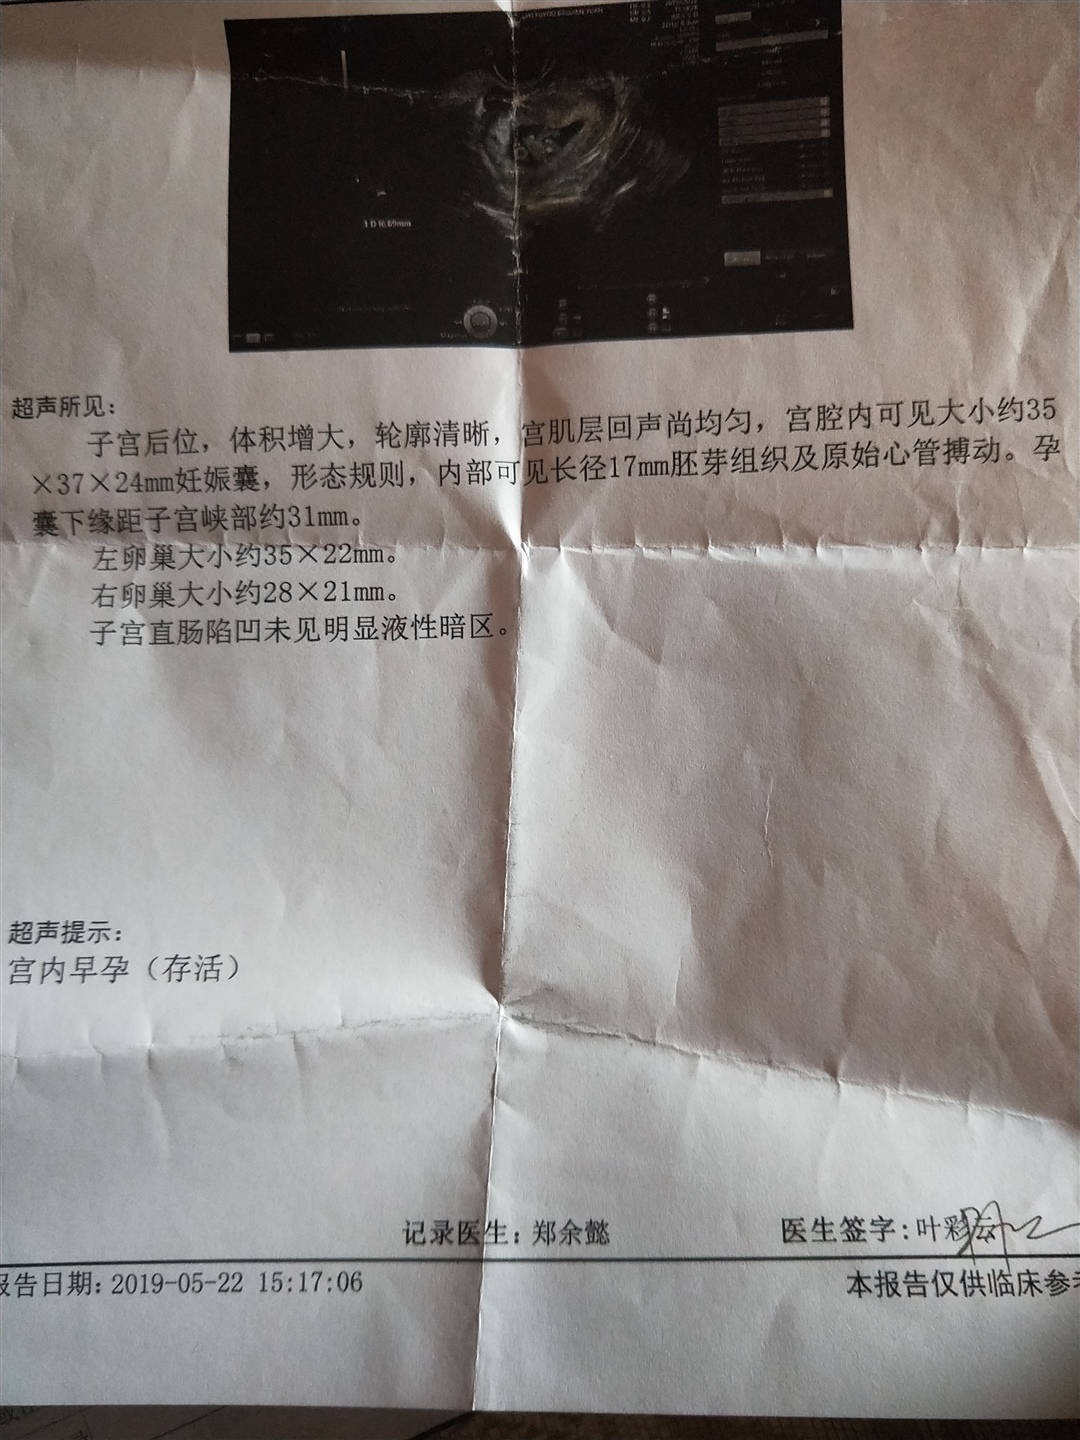 1 D 16.69mm
超声所见：
子宫后位，体积增大，轮廓清晰，宫肌层回声尚均匀，宫腔内可见大小约35
×37×24mm妊娠囊，形态规则，内部可见长径17mm胚芽组织及原始心管搏动。孕
囊下缘距子宫峡部约31mm。
左卵巢大小约35×22mm。
右卵巢大小约28×21mm。
子宫直肠陷凹未见明显液性暗区。
超声提示：
宫内早孕（存活）
记录医生：郑余懿 医生签字：叶彩云
报告日期：2019-05-22 15:17:06 本报告仅供临床参考